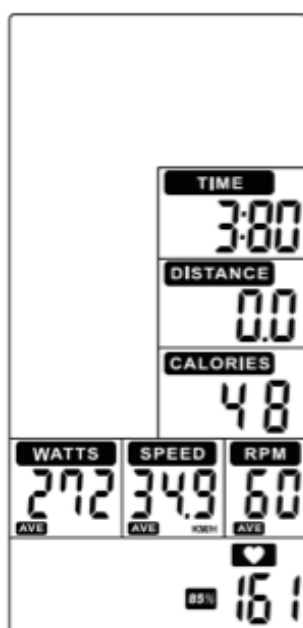 TIME
3:80
DISTANCE
0.0
CALORIES
48
WATTS SPEED RPM
272 34.9 60
AVE AVE KM/H AVE
85% 161